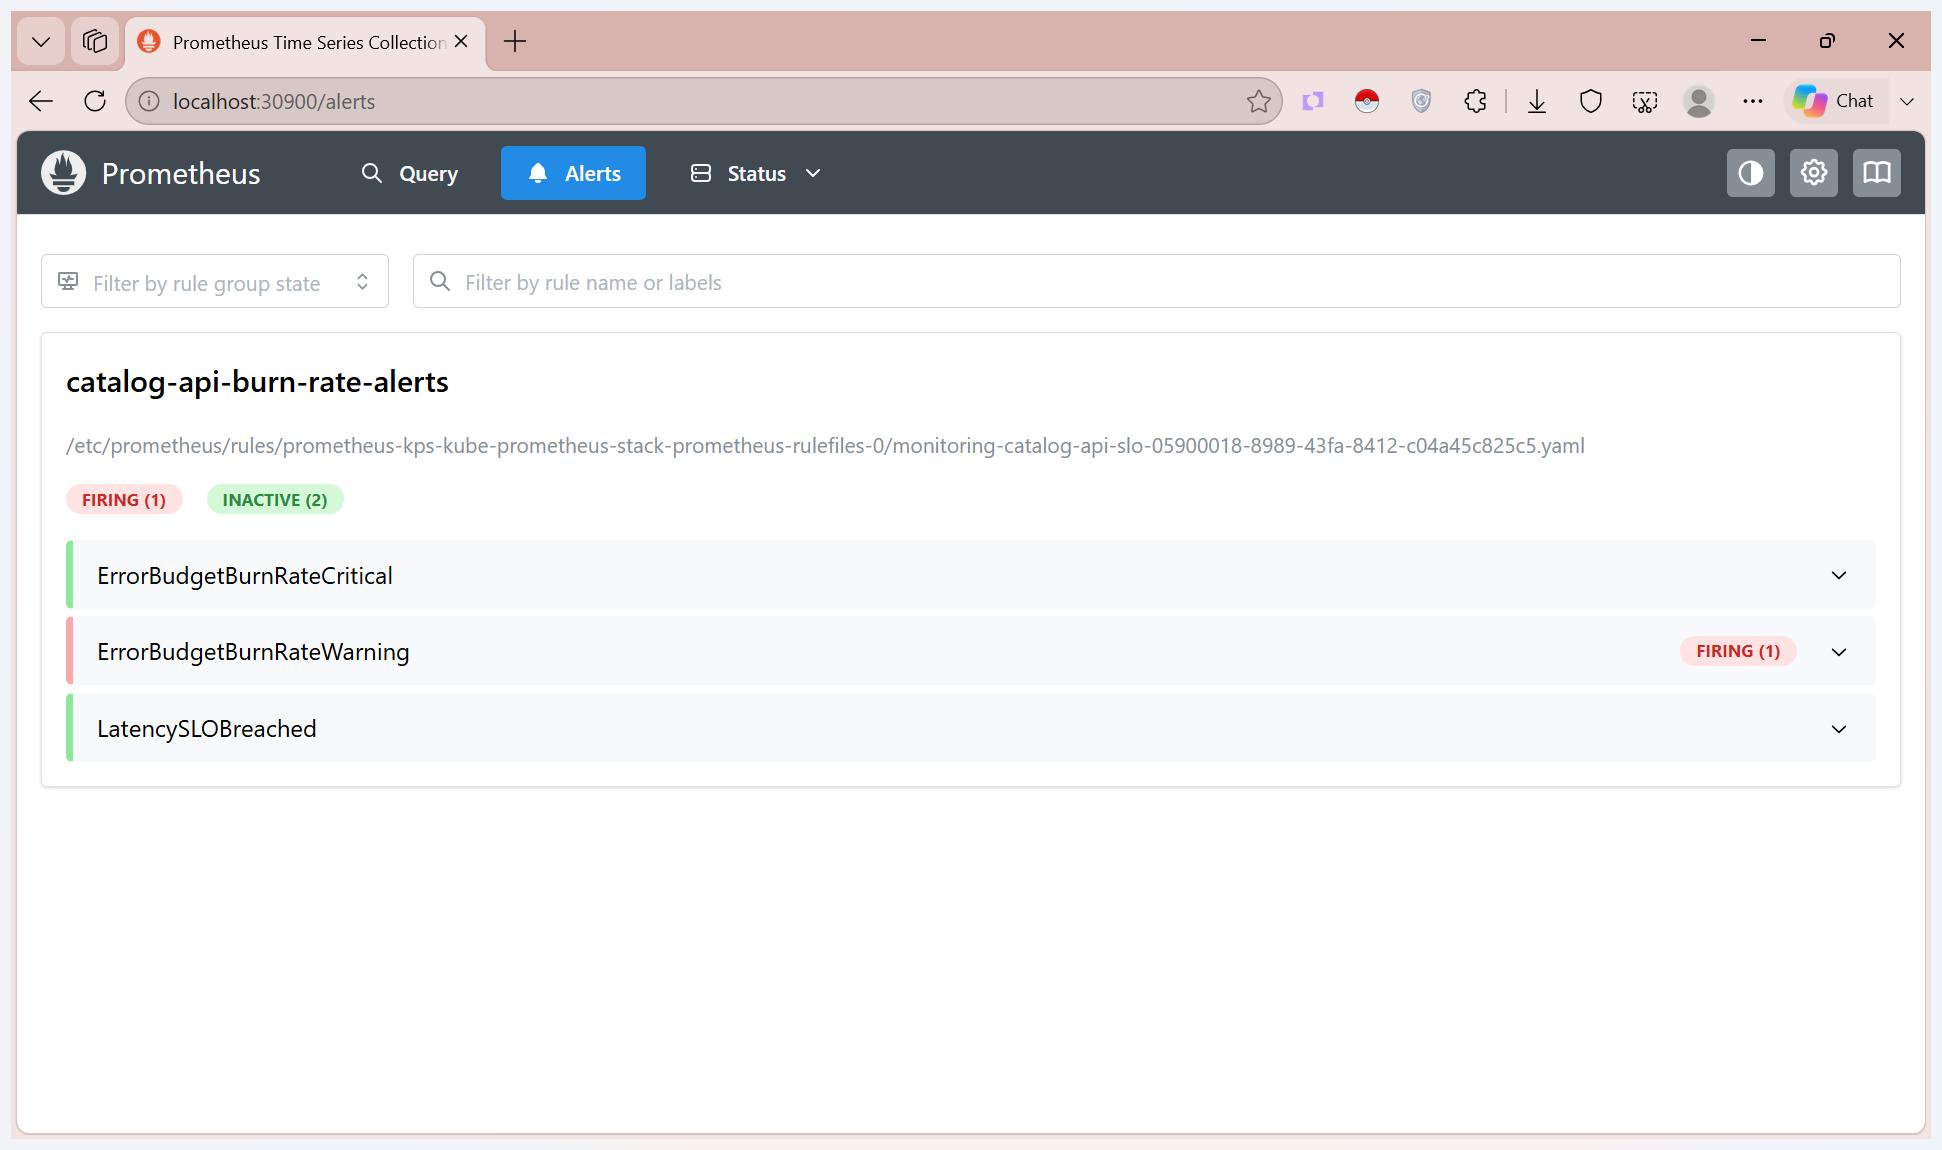 Prometheus Time Series Collection
localhost:30900/alerts
Chat
Prometheus
Query
Alerts
Status
Filter by rule group state
Filter by rule name or labels
catalog-api-burn-rate-alerts
/etc/prometheus/rules/prometheus-kps-kube-prometheus-stack-prometheus-rulefiles-0/monitoring-catalog-api-slo-05900018-8989-43fa-8412-c04a45c825c5.yaml
FIRING (1)
INACTIVE (2)
ErrorBudgetBurnRateCritical
ErrorBudgetBurnRateWarning
FIRING (1)
LatencySLOBreached